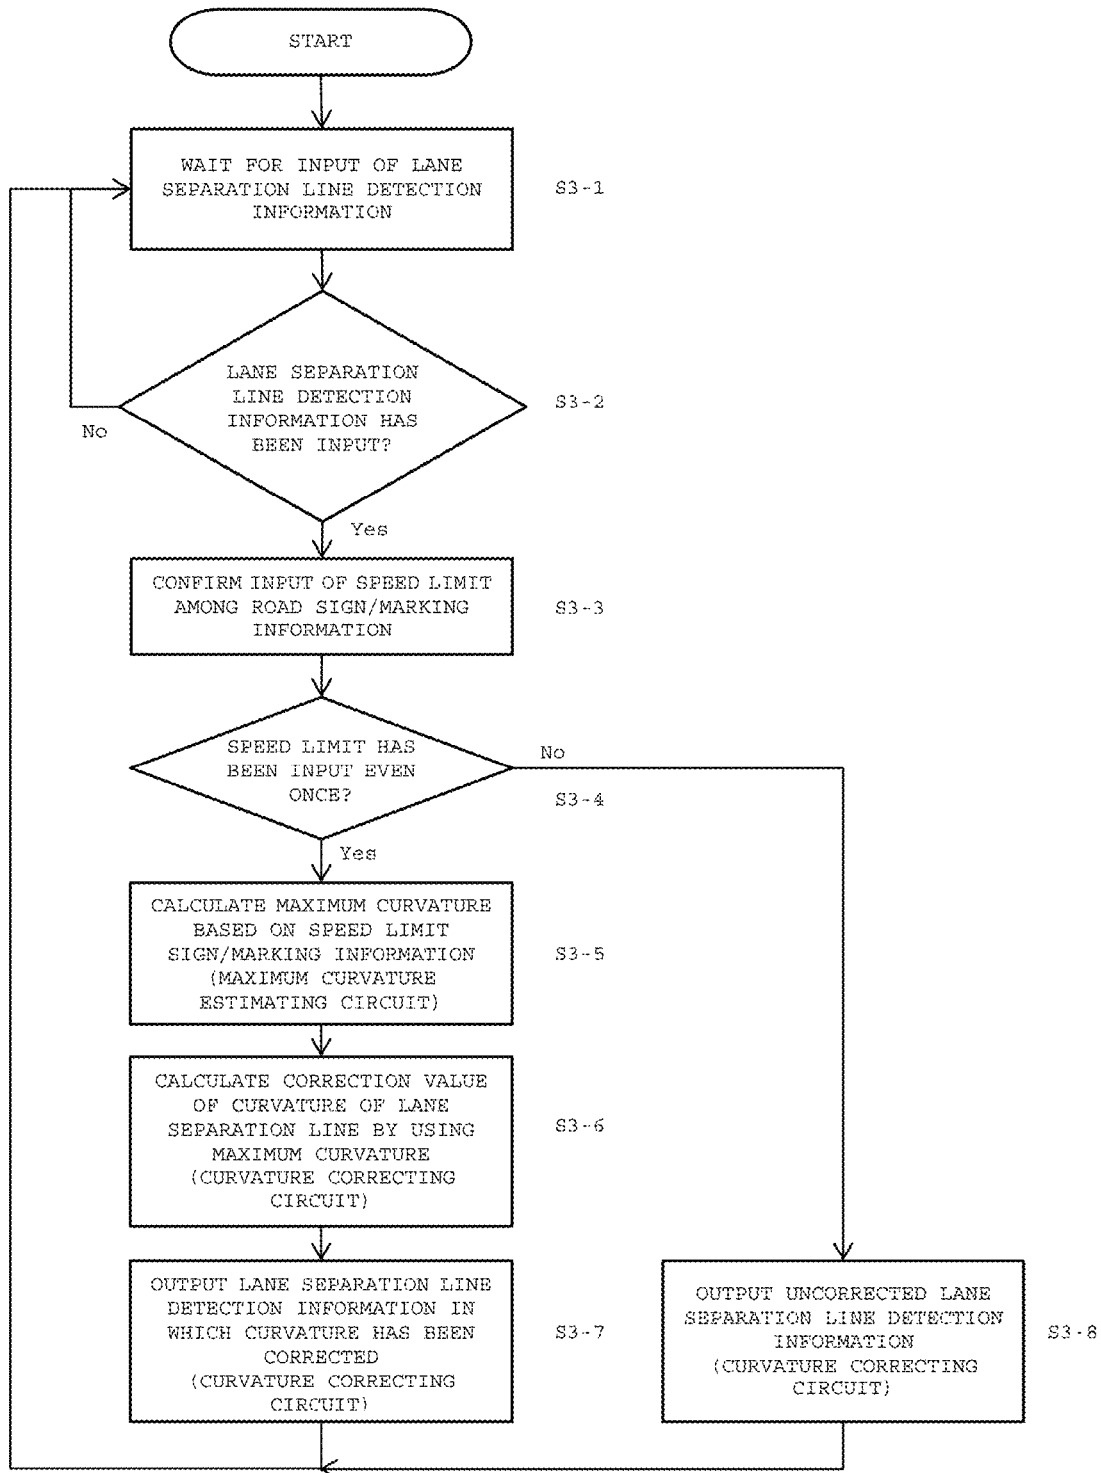 START
WAIT FOR INPUT OF LANE
SEPARATION LINE DETECTION
INFORMATION
S3-1
LANE SEPARATION
LINE DETECTION
INFORMATION HAS
BEEN INPUT?
S3-2
No
Yes
CONFIRM INPUT OF SPEED LIMIT
AMONG ROAD SIGN/MARKING
INFORMATION
S3-3
SPEED LIMIT HAS
BEEN INPUT EVEN
ONCE?
No
S3-4
Yes
CALCULATE MAXIMUM CURVATURE
BASED ON SPEED LIMIT
SIGN/MARKING INFORMATION
(MAXIMUM CURVATURE
ESTIMATING CIRCUIT)
S3-5
CALCULATE CORRECTION VALUE
OF CURVATURE OF LANE
SEPARATION LINE BY USING
MAXIMUM CURVATURE
(CURVATURE CORRECTING
CIRCUIT)
S3-6
OUTPUT LANE SEPARATION LINE
DETECTION INFORMATION IN
WHICH CURVATURE HAS BEEN
CORRECTED
(CURVATURE CORRECTING
CIRCUIT)
S3-7
OUTPUT UNCORRECTED LANE
SEPARATION LINE DETECTION
INFORMATION
(CURVATURE CORRECTING
CIRCUIT)
S3-8